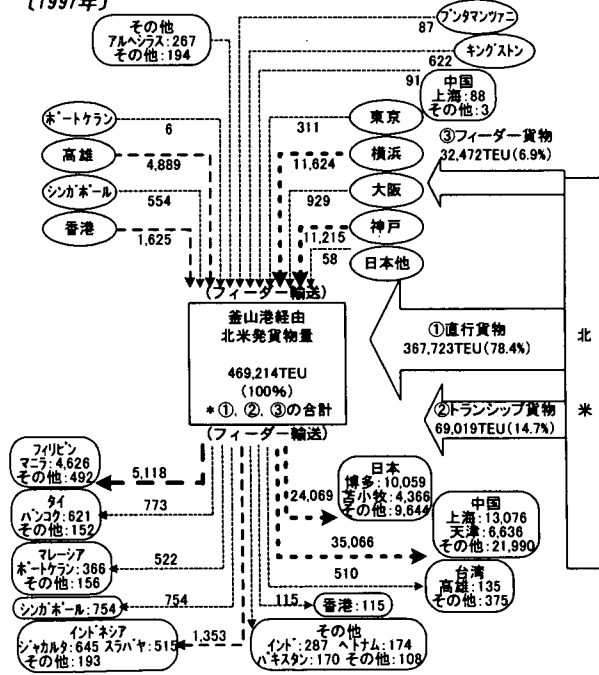 〔1997年〕
その他
アルヘシラス:267
その他:194
87
ブンタマンヴァニ
622
キングストン
91
中国
上海:88
その他:3
ポートケラン
6
高雄
4,889
シンガポール
554
香港
1,625
311
東京
11,624
横浜
929
大阪
11,215
神戸
58
日本他
③フィーダー貨物
32,472TEU(6.9%)
(フィーダー輸送)
釜山港経由
北米発貨物量
469,214TEU
(100%)
*①、②、③の合計
(フィーダー輸送)
①直行貨物
367,723TEU(78.4%)
②トランシップ貨物
69,019TEU(14.7%)
北
米
フィリピン
マニラ:4,626
その他:492
5,118
タイ
バンコク:621
その他:152
773
マレーシア
ポートケラン:366
その他:156
522
シンガポール:754
754
インドネシア
ジャカルタ:645 スラバヤ:515
その他:193
1,353
24,069
日本
博多:10,059
苫小牧:4,366
その他:9,644
35,066
中国
上海:13,076
天津:6,636
その他:21,990
510
台湾
高雄:135
その他:375
115
香港:115
その他
インド:287 ベトナム:174
パキスタン:170 その他:108